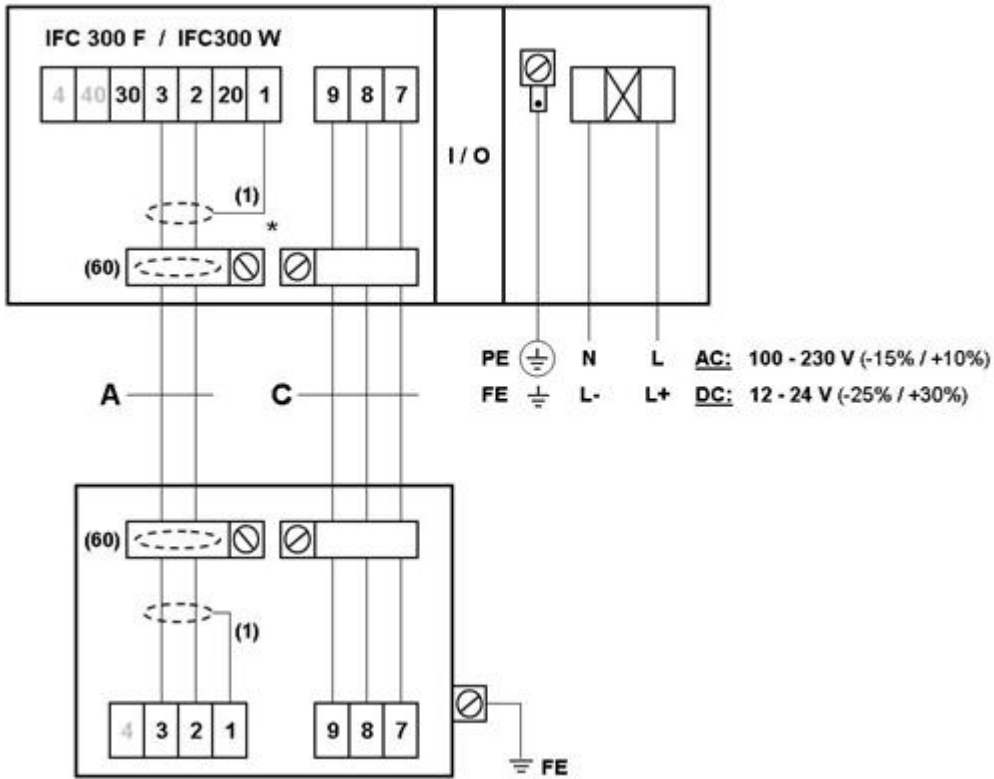 IFC 300 F / IFC300 W
4 40 30 3 2 20 1
9 8 7
I / O
(1)
*
(60)
PE N L AC: 100 - 230 V (-15% / +10%)
FE L- L+ DC: 12 - 24 V (-25% / +30%)
A C
(60)
(1)
4 3 2 1
9 8 7
FE